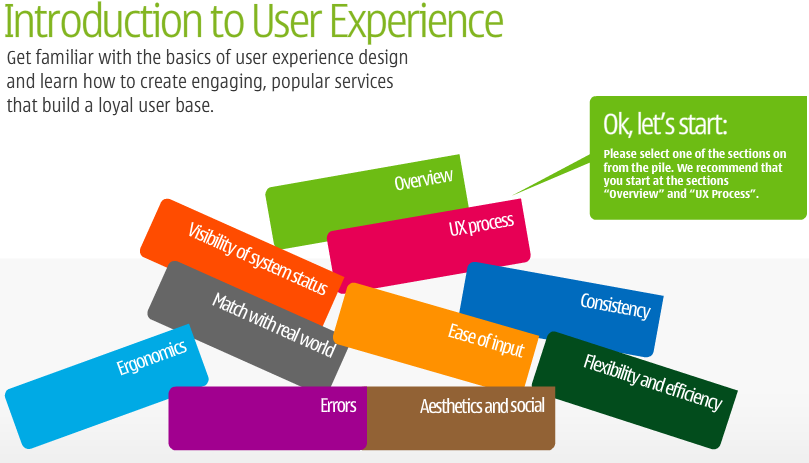 Introduction to User Experience
Get familiar with the basics of user experience design
and learn how to create engaging, popular services
that build a loyal user base.
Ok, let's start:
Please select one of the sections on
from the pile. We recommend that
you start at the sections
“Overview” and “UX Process”.
Overview
UX process
Visibility of system status
Match with real world
Consistency
Ease of input
Ergonomics
Flexibility and efficiency
Errors
Aesthetics and social